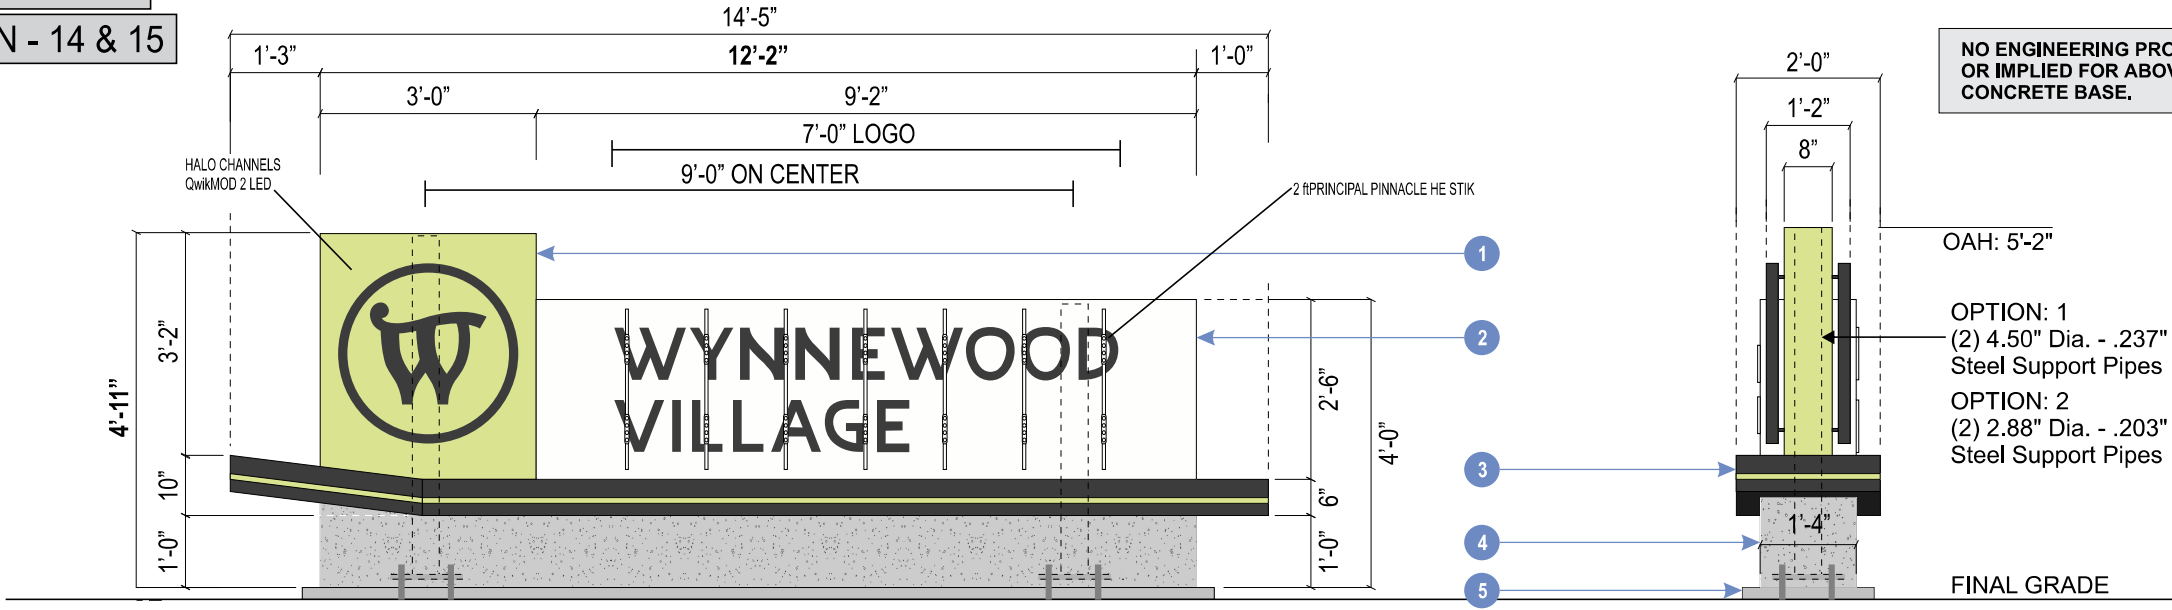 N - 14 & 15
14’-5”
1’-3”
12’-2”
1’-0”
3’-0”
9’-2”
7’-0” LOGO
9’-0” ON CENTER
HALO CHANNELS
QwikMOD 2 LED
2 ftPRINCIPAL PINNACLE HE STIK
4’-11”
3’-2”
10”
1’-0”
W
WYNNEWOOD
VILLAGE
2’-6”
6”
1’-0”
4’-0”
1
2
3
4
5
2’-0”
1’-2”
8”
1’-4”
NO ENGINEERING PRO
OR IMPLIED FOR ABOV
CONCRETE BASE.
OAH: 5'-2"
OPTION: 1
(2) 4.50" Dia. - .237"
Steel Support Pipes
OPTION: 2
(2) 2.88" Dia. - .203"
Steel Support Pipes
FINAL GRADE